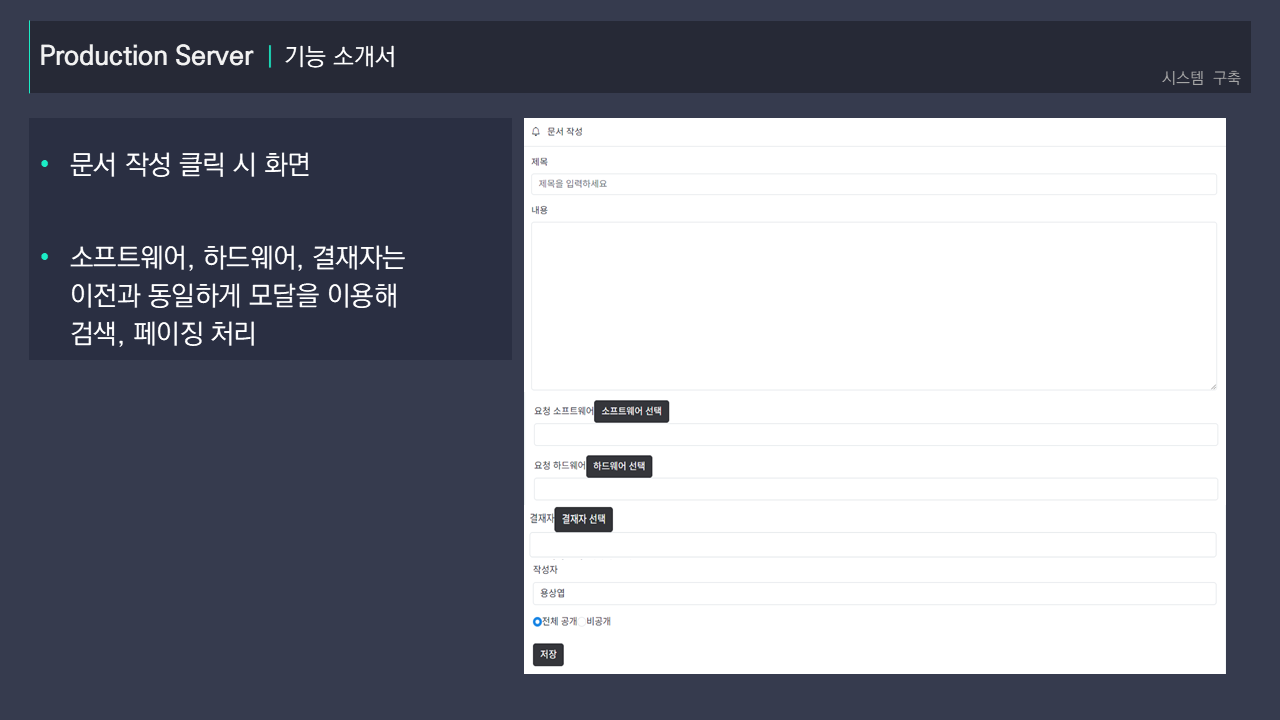 Production Server | 기능 소개서
시스템 구축
• 문서 작성 클릭 시 화면
• 소프트웨어, 하드웨어, 결재자는
이전과 동일하게 모달을 이용해
검색, 페이징 처리
문서 작성
제목
제목을 입력하세요
내용
요청 소프트웨어 소프트웨어 선택
요청 하드웨어 하드웨어 선택
결재자 결재자 선택
작성자
용상엽
전체 공개 비공개
저장